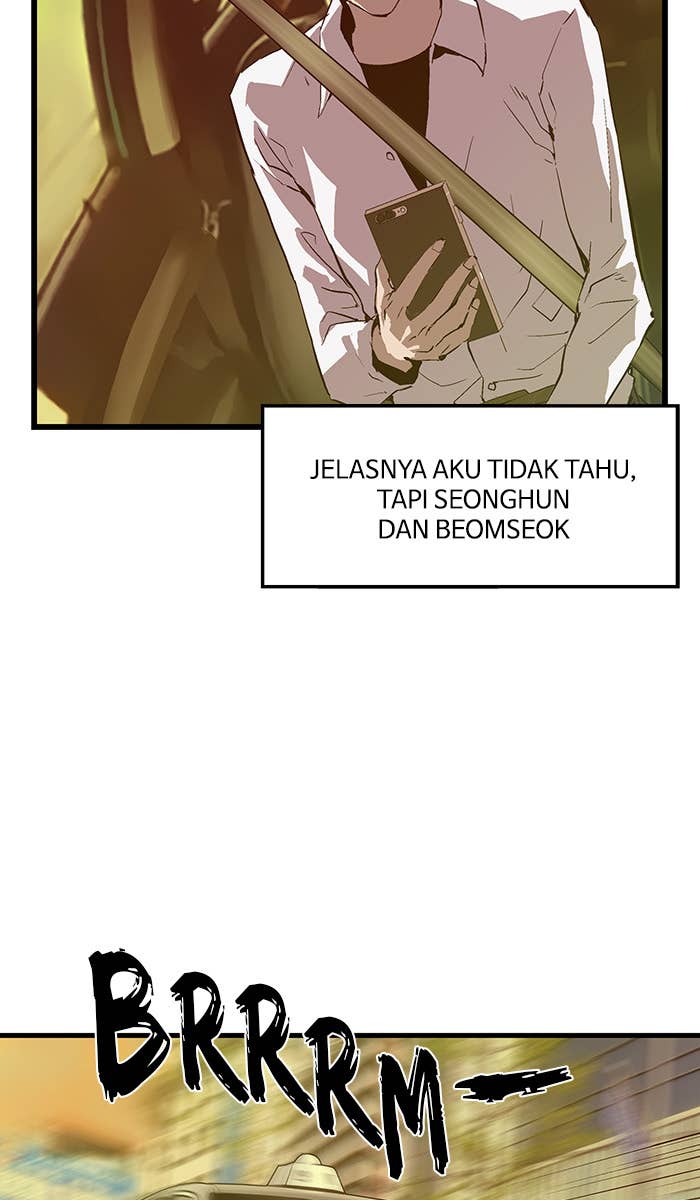 JELASNYA AKU TIDAK TAHU,
TAPI SEONGHUN
DAN BEOMSEOK
BRRRM—